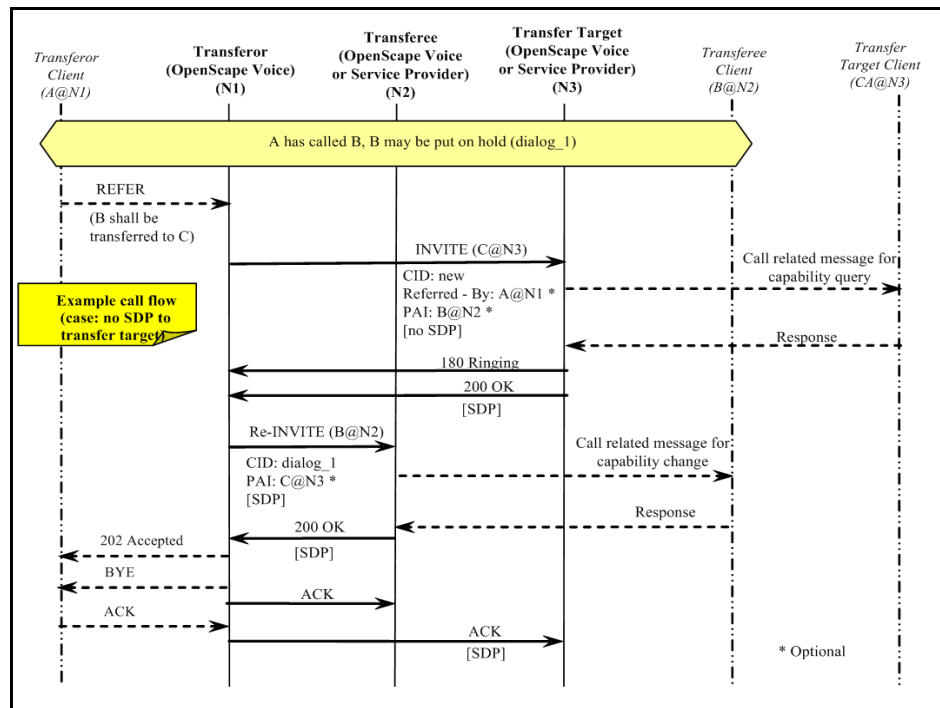 Transferor
Client
(A@N1)
Transferor
(OpenScape Voice)
(N1)
Transferee
(OpenScape Voice
or Service Provider)
(N2)
Transfer Target
(OpenScape Voice
or Service Provider)
(N3)
Transferee
Client
(B@N2)
Transfer
Target Client
(CA@N3)
A has called B, B may be put on hold (dialog_1)
REFER
(B shall be
transferred to C)
INVITE (C@N3)
CID: new
Referred - By: A@N1 *
PAI: B@N2 *
[no SDP]
Call related message for
capability query
Example call flow
(case: no SDP to
transfer target)
Response
180 Ringing
200 OK
[SDP]
Re-INVITE (B@N2)
CID: dialog_1
PAI: C@N3 *
[SDP]
Call related message for
capability change
Response
200 OK
[SDP]
202 Accepted
BYE
ACK
ACK
ACK
[SDP]
* Optional